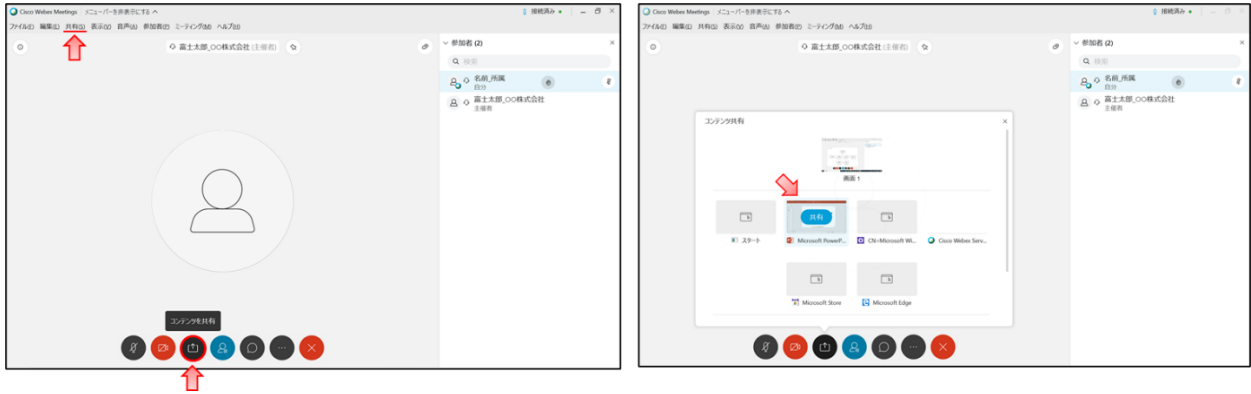 Cisco Webex Meetings メニューバーを非表示にする
接続済み
ファイル(F) 編集(E) 共有(S) 表示(V) 音声(A) 参加者(P) ミーティング(M) ヘルプ(H)
富士太郎_○○株式会社 (主催者)
参加者 (2)
検索
名前_所属
自分
富士太郎_○○株式会社
主催者
コンテンツを共有
Cisco Webex Meetings メニューバーを非表示にする
接続済み
ファイル(F) 編集(E) 共有(S) 表示(V) 音声(A) 参加者(P) ミーティング(M) ヘルプ(H)
富士太郎_○○株式会社 (主催者)
参加者 (2)
検索
名前_所属
自分
富士太郎_○○株式会社
主催者
コンテンツ共有
画面 1
共有
スタート
Microsoft PowerP...
CN=Microsoft Wi...
Cisco Webex Serv...
Microsoft Store
Microsoft Edge